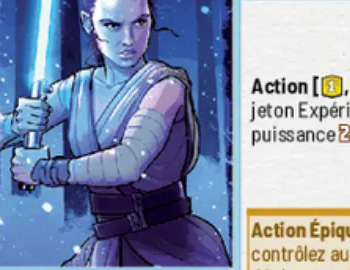 Action [1,
jeton Expéri
puissance 2
Action Épiqu
contrôlez au